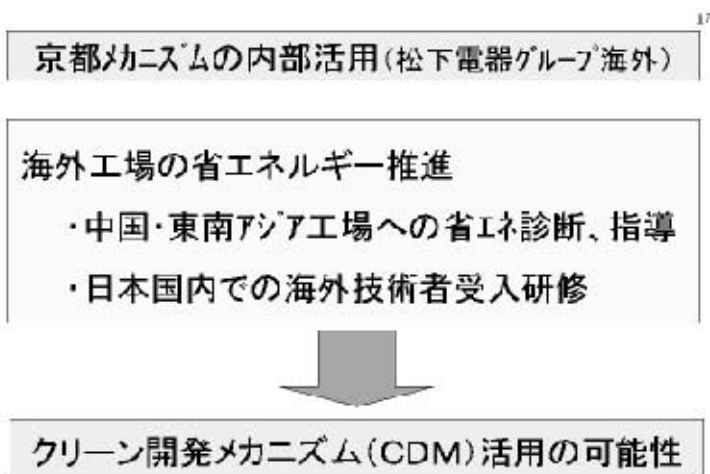 17
京都ﾒｶﾆｽﾞﾑの内部活用(松下電器ｸﾞﾙｰﾌﾟ海外)
海外工場の省エネルギー推進
・中国・東南ｱｼﾞｱ工場への省ｴﾈ診断、指導
・日本国内での海外技術者受入研修
クリーン開発メカニズム(CDM)活用の可能性